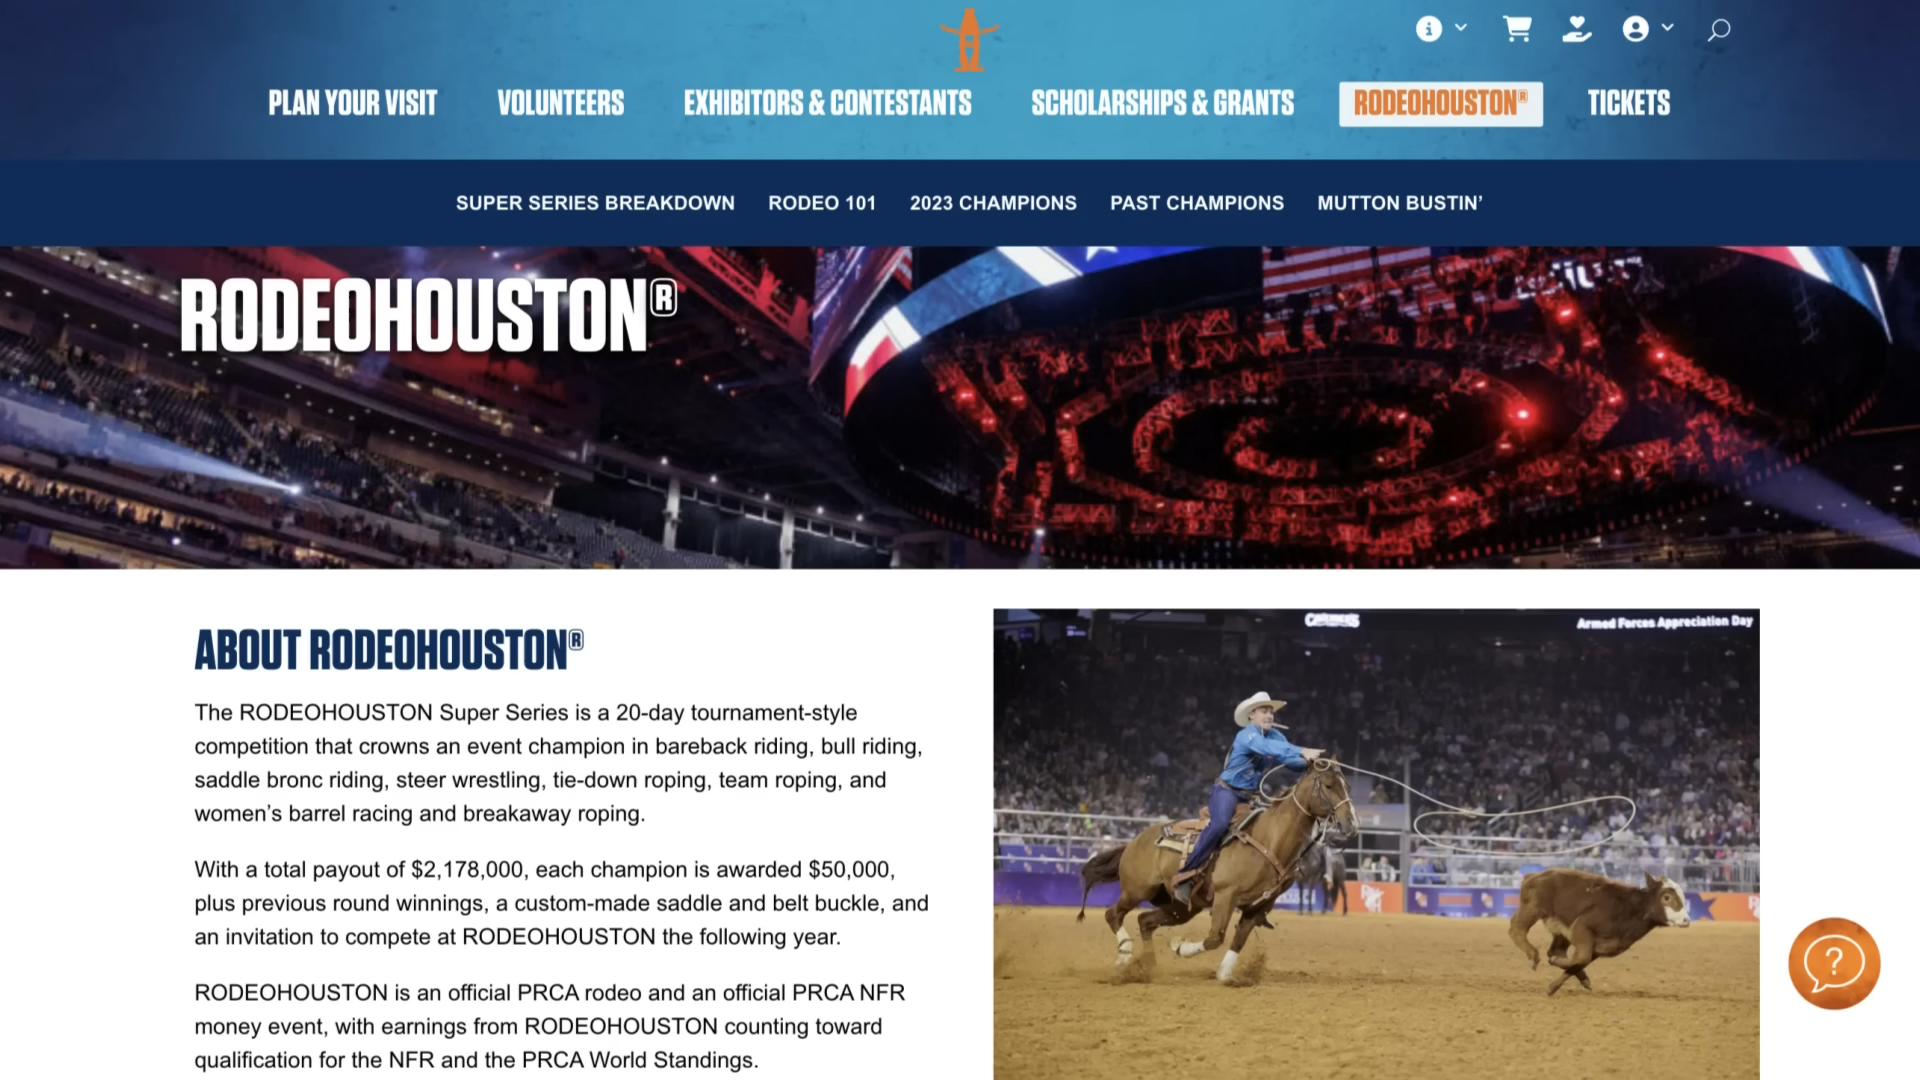 PLAN YOUR VISIT
VOLUNTEERS
EXHIBITORS & CONTESTANTS
SCHOLARSHIPS & GRANTS
RODEOHOUSTON®
TICKETS
SUPER SERIES BREAKDOWN
RODEO 101
2023 CHAMPIONS
PAST CHAMPIONS
MUTTON BUSTIN’
RODEOHOUSTON®
ABOUT RODEOHOUSTON®
The RODEOHOUSTON Super Series is a 20-day tournament-style
competition that crowns an event champion in bareback riding, bull riding,
saddle bronc riding, steer wrestling, tie-down roping, team roping, and
women’s barrel racing and breakaway roping.
With a total payout of $2,178,000, each champion is awarded $50,000,
plus previous round winnings, a custom-made saddle and belt buckle, and
an invitation to compete at RODEOHOUSTON the following year.
RODEOHOUSTON is an official PRCA rodeo and an official PRCA NFR
money event, with earnings from RODEOHOUSTON counting toward
qualification for the NFR and the PRCA World Standings.
Armed Forces Appreciation Day
?